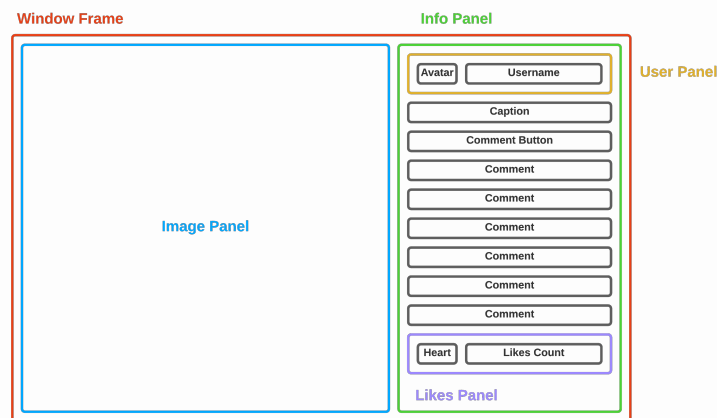 Window Frame
Info Panel
Avatar
Username
User Panel
Caption
Comment Button
Comment
Comment
Comment
Image Panel
Comment
Comment
Comment
Heart
Likes Count
Likes Panel